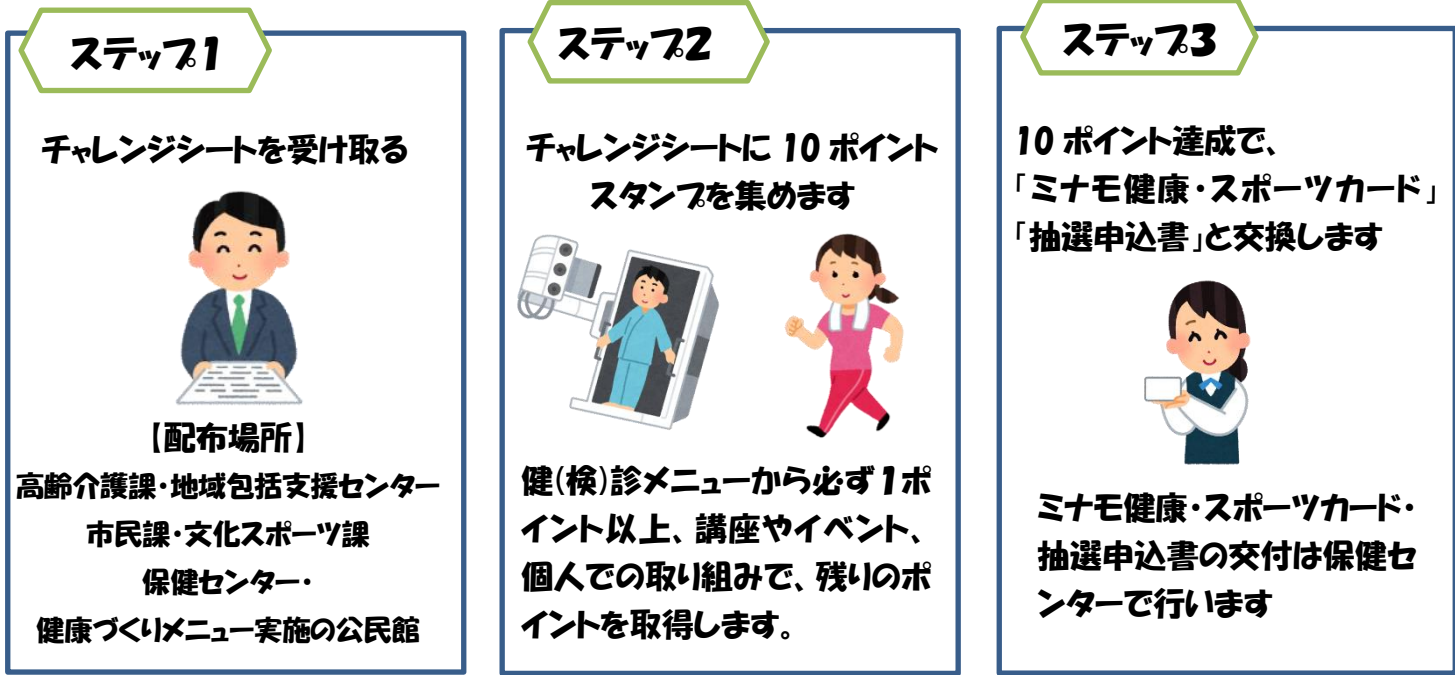 ステップ1
チャレンジシートを受け取る
【配布場所】
高齢介護課・地域包括支援センター
市民課・文化スポーツ課
保健センター・
健康づくりメニュー実施の公民館
ステップ2
チャレンジシートに 10 ポイント
スタンプを集めます
健(検)診メニューから必ず1ポ
イント以上、講座やイベント、
個人での取り組みで、残りのポ
イントを取得します。
ステップ3
10 ポイント達成で、
「ミナモ健康・スポーツカード」
「抽選申込書」と交換します
ミナモ健康・スポーツカード・
抽選申込書の交付は保健セ
ンターで行います